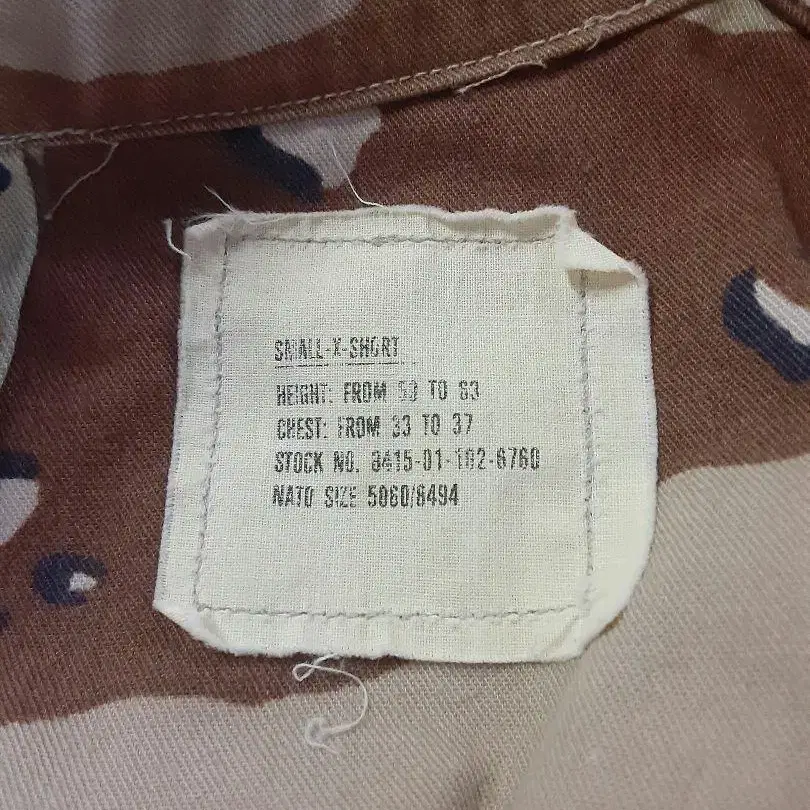 SMALL-X-SHORT
HEIGHT: FROM 59 TO 63
CHEST: FROM 33 TO 37
STOCK NO. 8415-01-102-6760
NATO SIZE 5060/8494